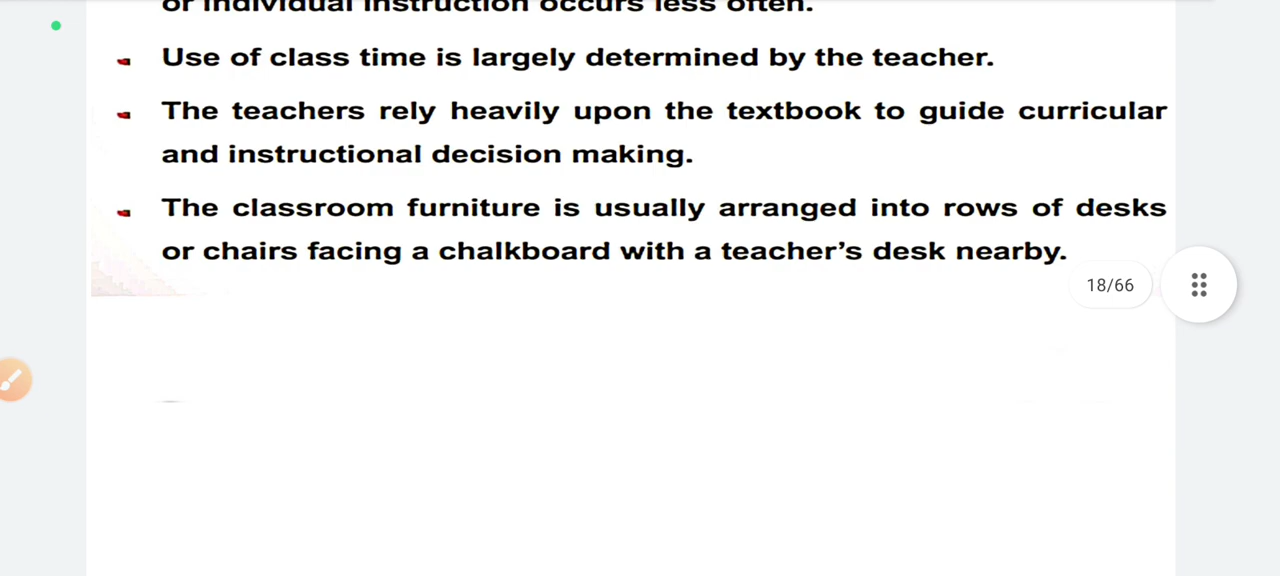 or individual instruction occurs less often.
Use of class time is largely determined by the teacher.
The teachers rely heavily upon the textbook to guide curricular
and instructional decision making.
The classroom furniture is usually arranged into rows of desks
or chairs facing a chalkboard with a teacher’s desk nearby.
18/66